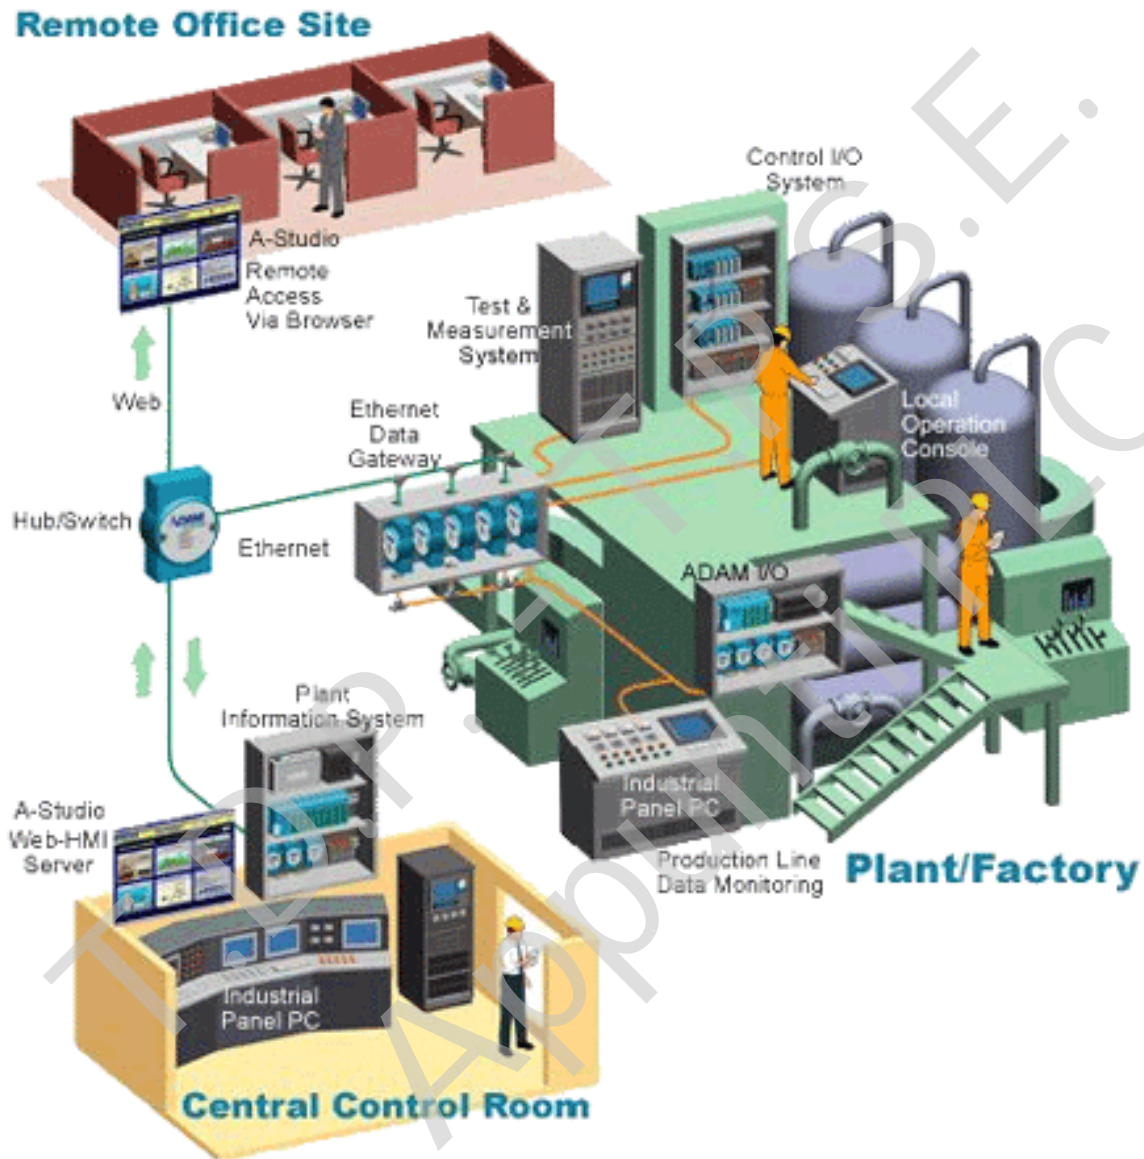 Remote Office Site
Control I/O
System
A-Studio
Remote
Access
Via Browser
Test &
Measurement
System
Web
Ethernet
Data
Gateway
Local
Operation
Console
Hub/Switch
Ethernet
ADAM I/O
Plant
Information System
Industrial
Panel PC
A-Studio
Web-HMI
Server
Production Line
Data Monitoring
Plant/Factory
Industrial
Panel PC
Central Control Room
T.D.P. - T.P.S.E.
Appunti PLC